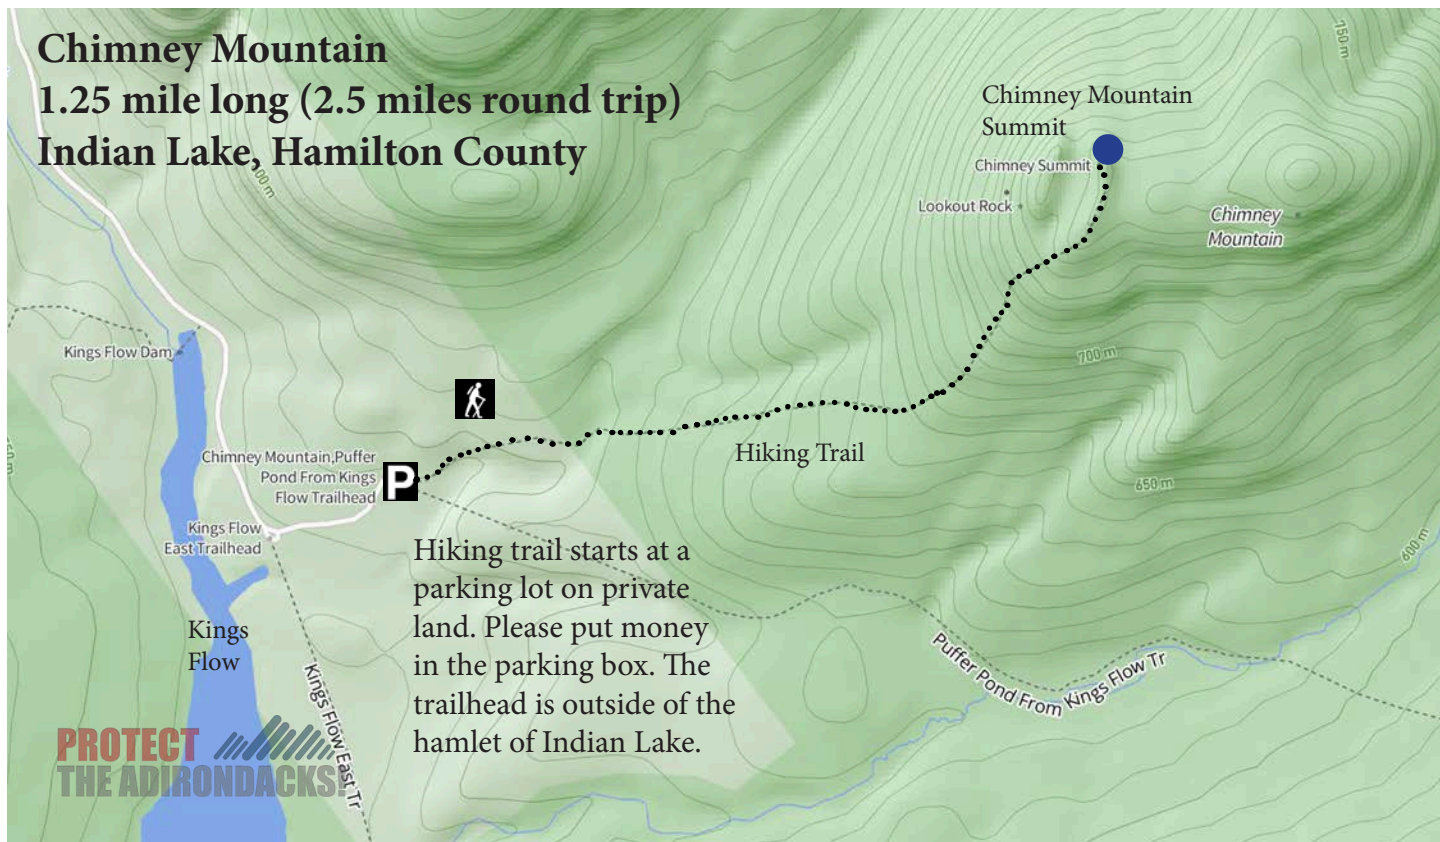 Chimney Mountain
1.25 mile long (2.5 miles round trip)
Indian Lake, Hamilton County
750 m
Chimney Mountain
Summit
Chimney Summit
Lookout Rock
Chimney
Mountain
Kings Flow Dam
700 m
Hiking Trail
Chimney Mountain,Puffer
Pond From Kings
Flow Trailhead
P
650 m
Kings Flow
East Trailhead
600 m
Hiking trail starts at a
parking lot on private
land. Please put money
in the parking box. The
trailhead is outside of the
hamlet of Indian Lake.
Kings
Flow
Puffer Pond From Kings Flow Tr
Kings Flow East Tr
PROTECT
THE ADIRONDACKS!